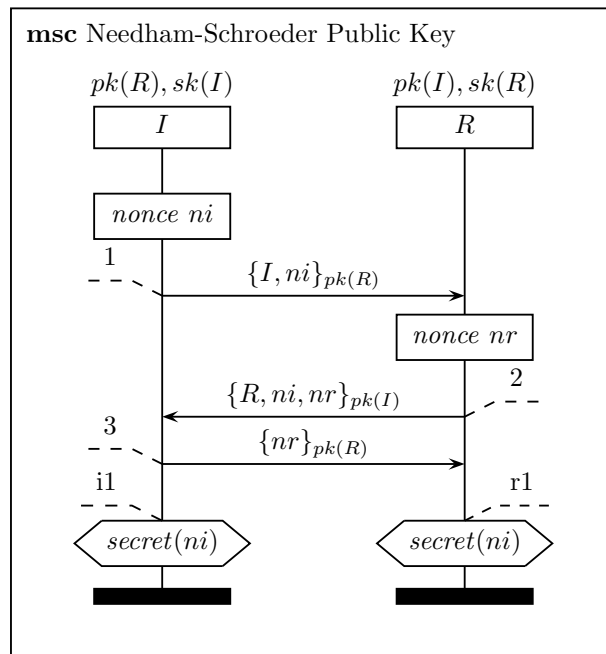 msc Needham-Schroeder Public Key
pk(R), sk(I)
pk(I), sk(R)
I
R
nonce ni
1
{I, ni}pk(R)
nonce nr
2
{R, ni, nr}pk(I)
3
{nr}pk(R)
i1
r1
secret(ni)
secret(ni)